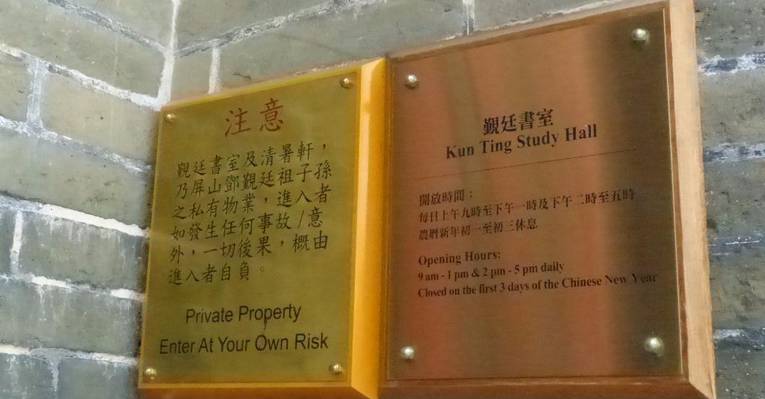 注意
覲廷書室及清暑軒，
乃屏山鄧覲廷祖子孫
之私有物業，進入者
如發生任何事故/意
外，一切後果，概由
進入者自負。
Private Property
Enter At Your Own Risk
覲廷書室
Kun Ting Study Hall
開放時間：
每日上午九時至下午一時及下午二時至五時
農曆新年初一至初三休息
Opening Hours:
9 am - 1 pm & 2 pm - 5 pm daily
Closed on the first 3 days of the Chinese New Year